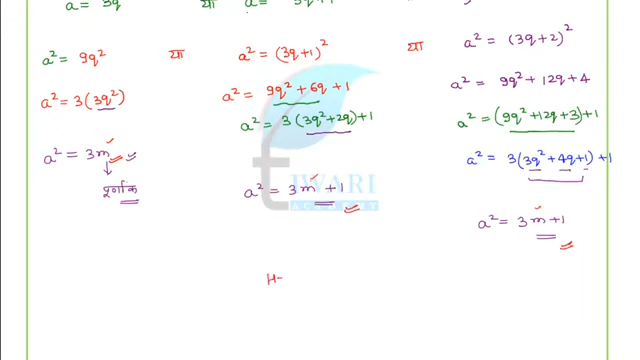 a = 3q या a = 3q+1
a² = 9q² या a² = (3q+1)² या a² = (3q+2)²
a² = 3(3q²) a² = 9q² + 6q + 1 a² = 9q² + 12q + 4
a² = 3(3q²+2q)+1 a² = (9q² + 12q + 3) + 1
a² = 3m a² = 3(3q² + 4q + 1) + 1
पूर्णांक a² = 3m + 1
a² = 3m + 1
H-
TIWARI
ACADEMY